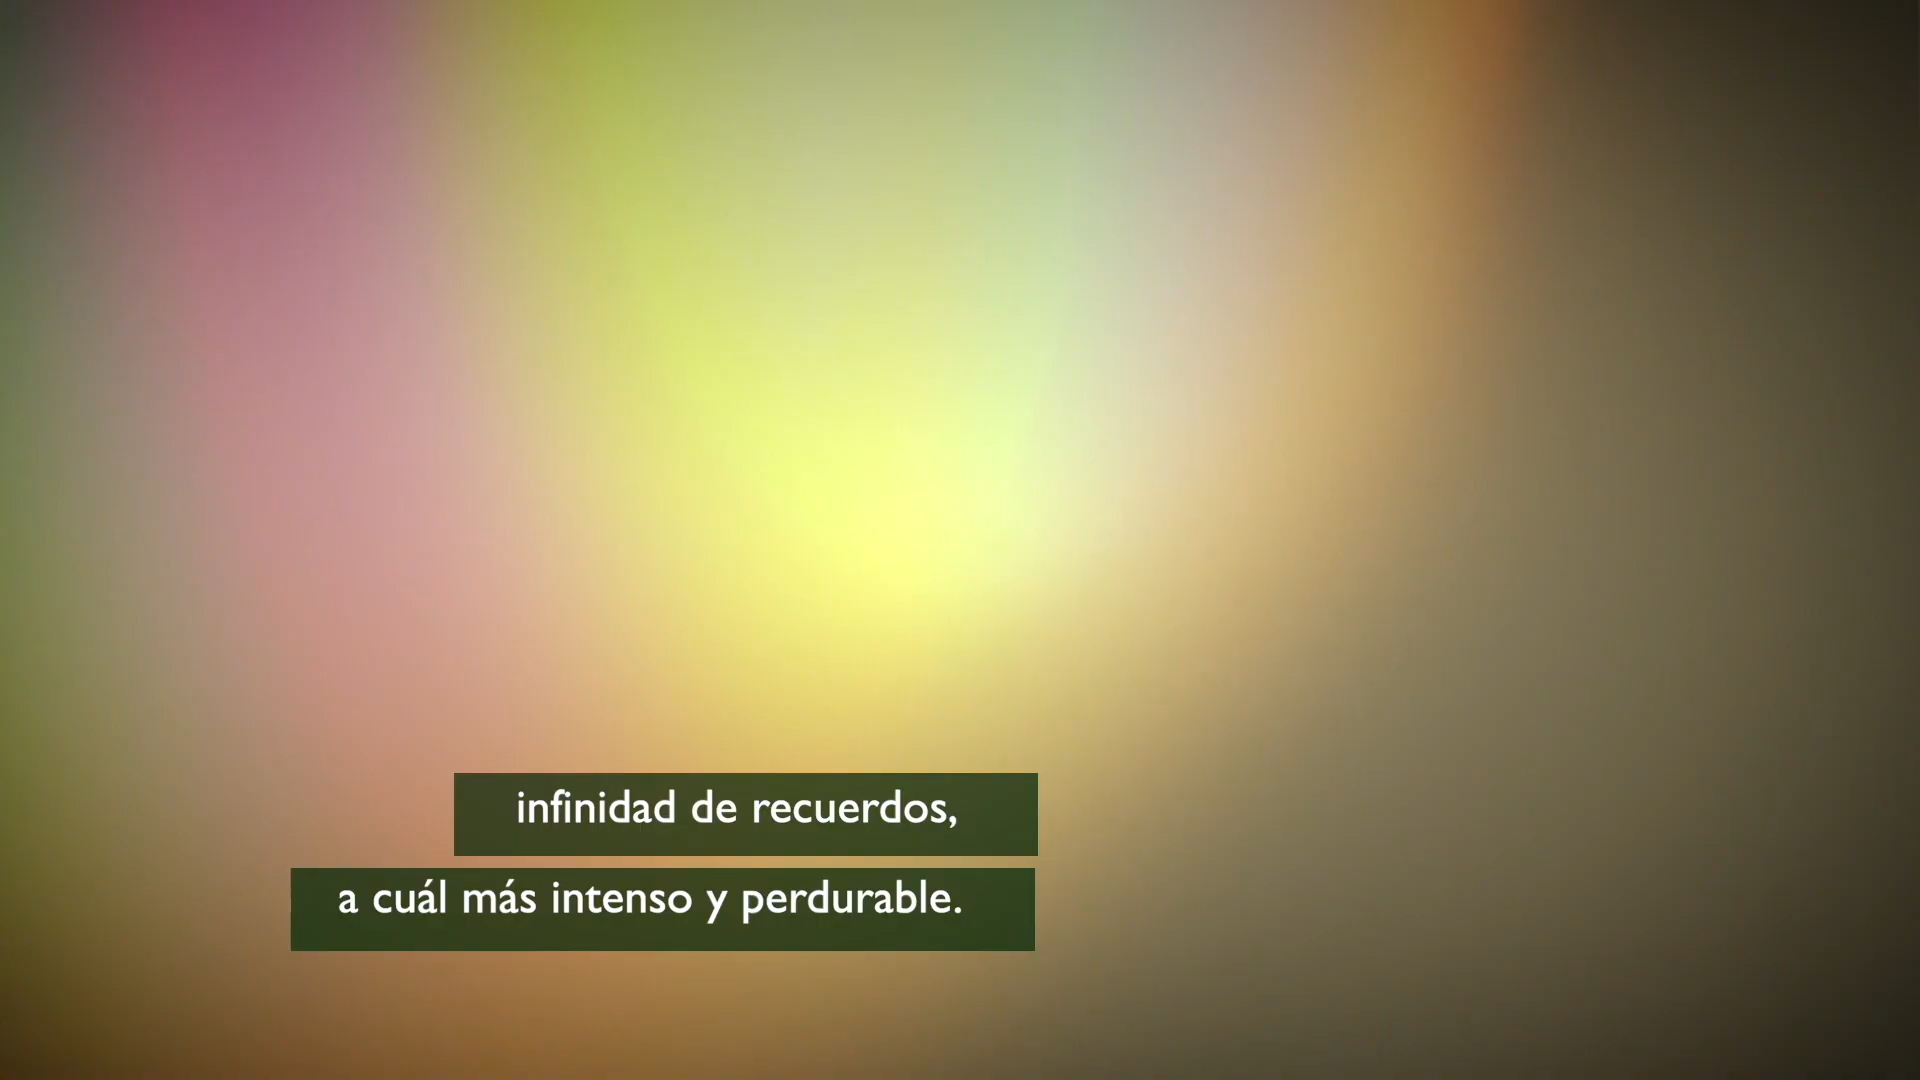 infinidad de recuerdos,
a cuál más intenso y perdurable.